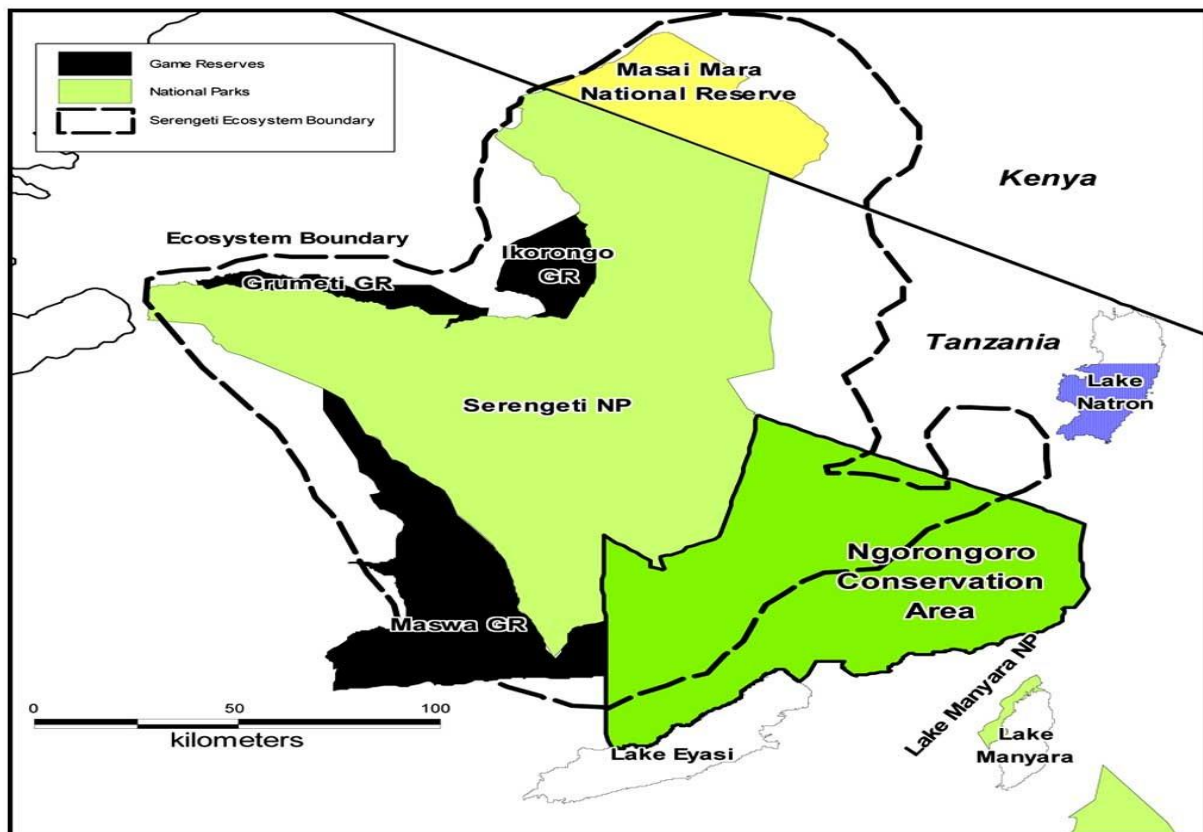 Game Reserves
National Parks
Serengeti Ecosystem Boundary
Masai Mara
National Reserve
Kenya
Ecosystem Boundary
Ikorongo
GR
Grumeti GR
Tanzania
Lake
Natron
Serengeti NP
Ngorongoro
Conservation
Area
Maswa GR
Lake Manyara NP
0 50 100
kilometers
Lake Eyasi
Lake
Manyara